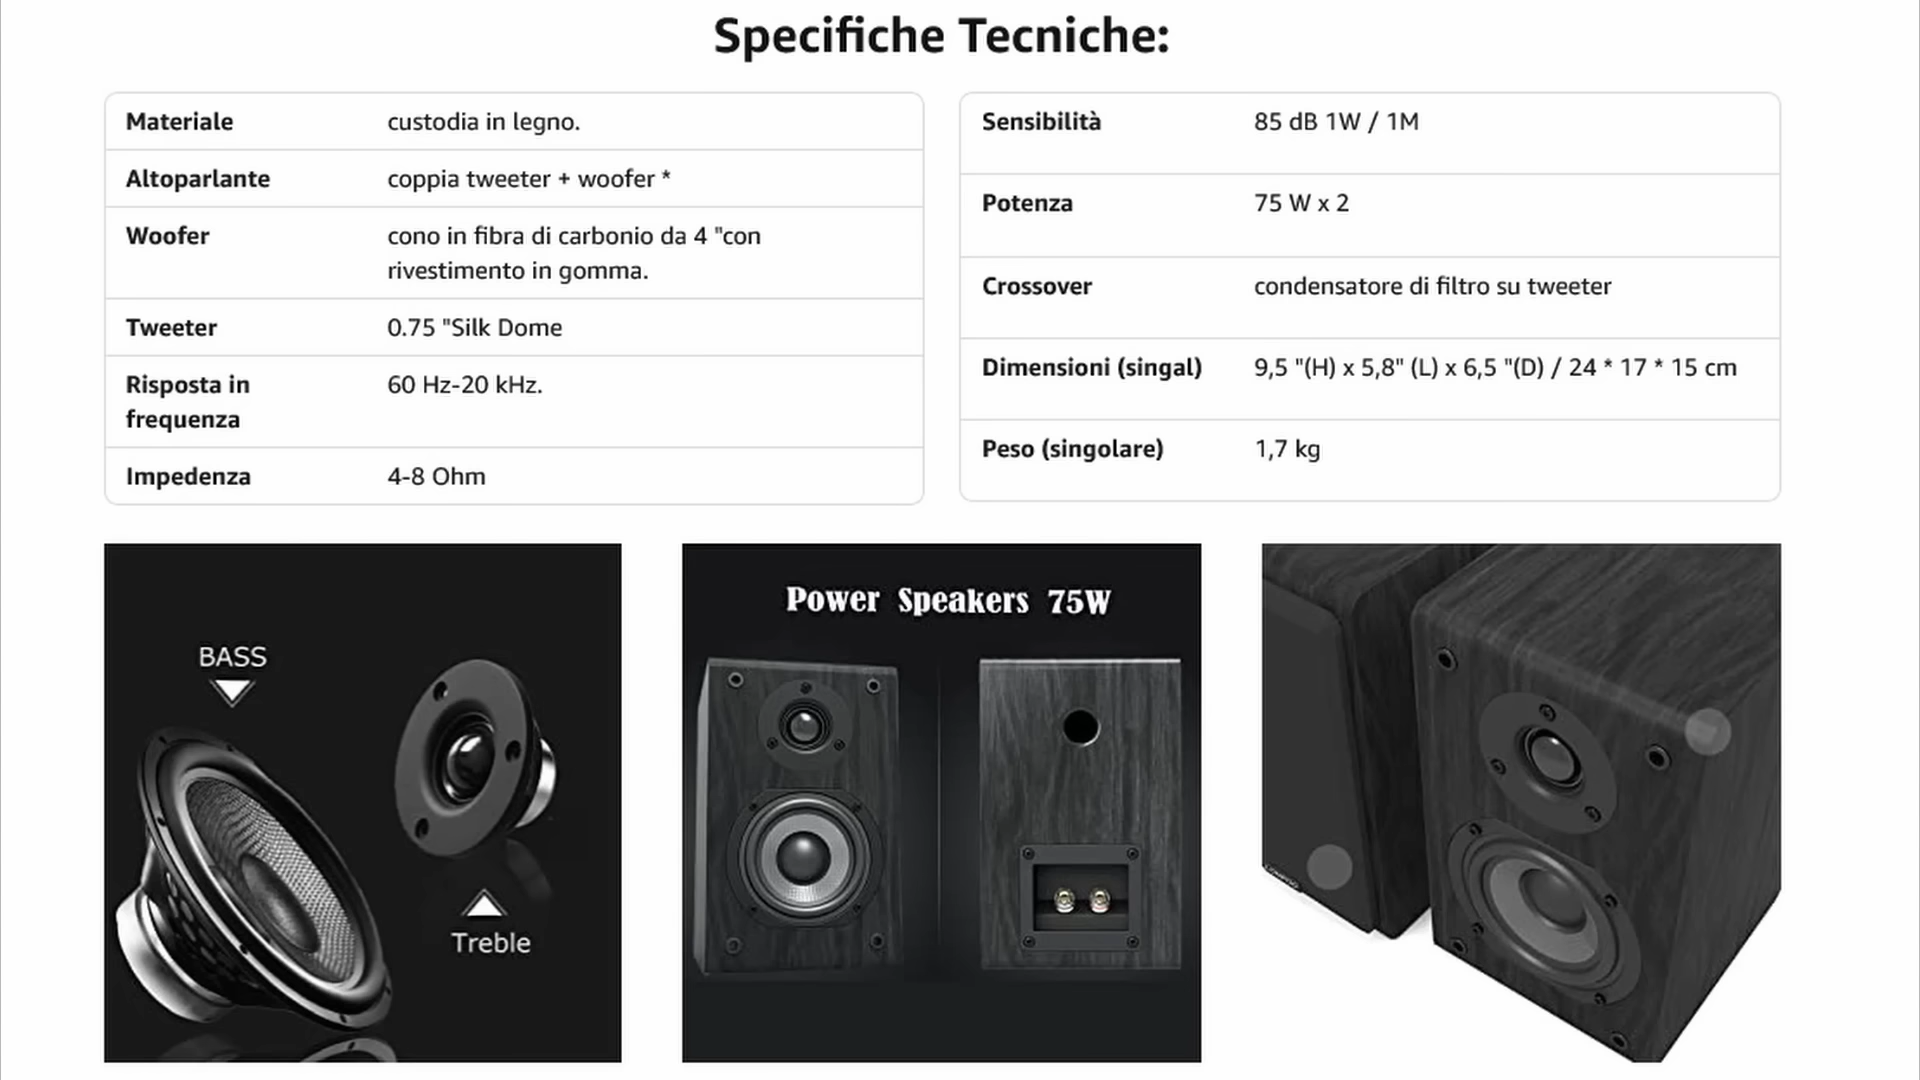 Specifiche Tecniche:
Materiale
custodia in legno.
Altoparlante
coppia tweeter + woofer *
Woofer
cono in fibra di carbonio da 4 "con
rivestimento in gomma.
Tweeter
0.75 "Silk Dome
Risposta in
frequenza
60 Hz-20 kHz.
Impedenza
4-8 Ohm
Sensibilità
85 dB 1W / 1M
Potenza
75 W x 2
Crossover
condensatore di filtro su tweeter
Dimensioni (singal)
9,5 "(H) x 5,8" (L) x 6,5 "(D) / 24 * 17 * 15 cm
Peso (singolare)
1,7 kg
BASS
Treble
Power Speakers 75W